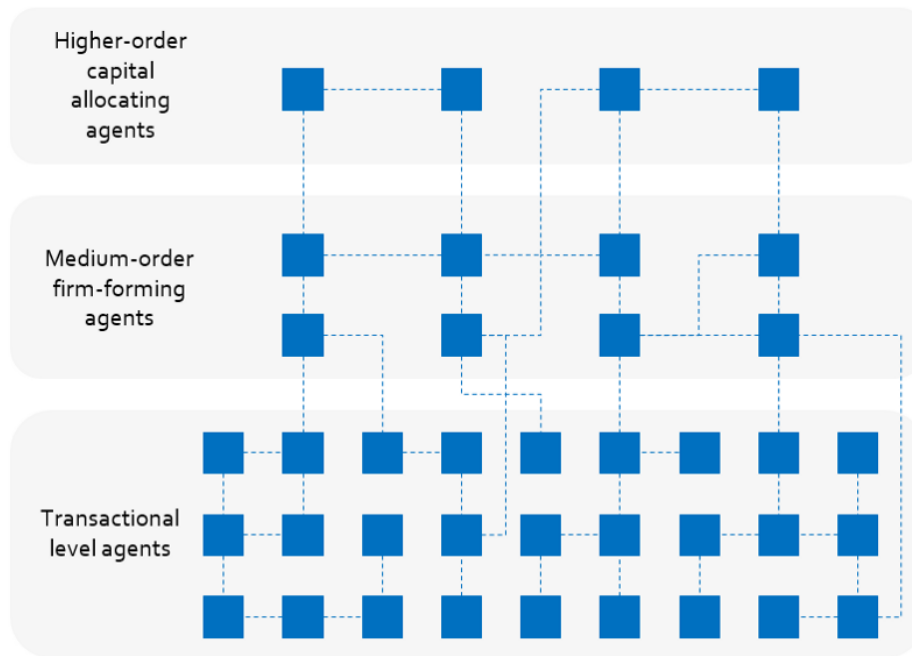 Higher-order
capital
allocating
agents
Medium-order
firm-forming
agents
Transactional
level agents